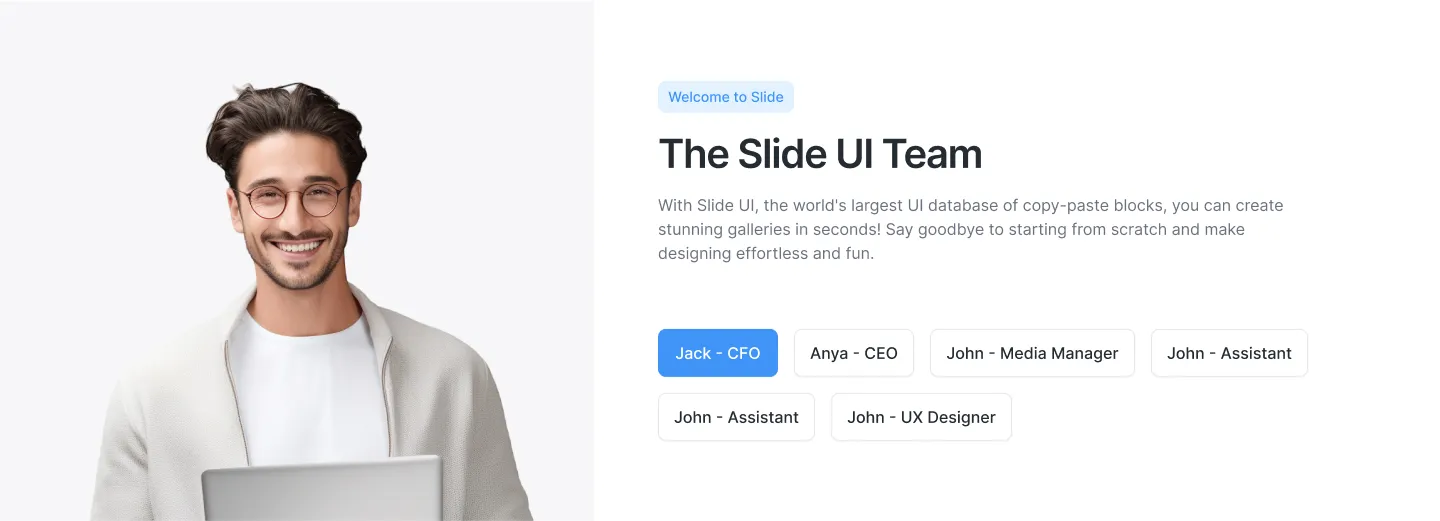 Welcome to Slide
The Slide UI Team
With Slide UI, the world's largest UI database of copy-paste blocks, you can create
stunning galleries in seconds! Say goodbye to starting from scratch and make
designing effortless and fun.
Jack - CFO
Anya - CEO
John - Media Manager
John - Assistant
John - Assistant
John - UX Designer